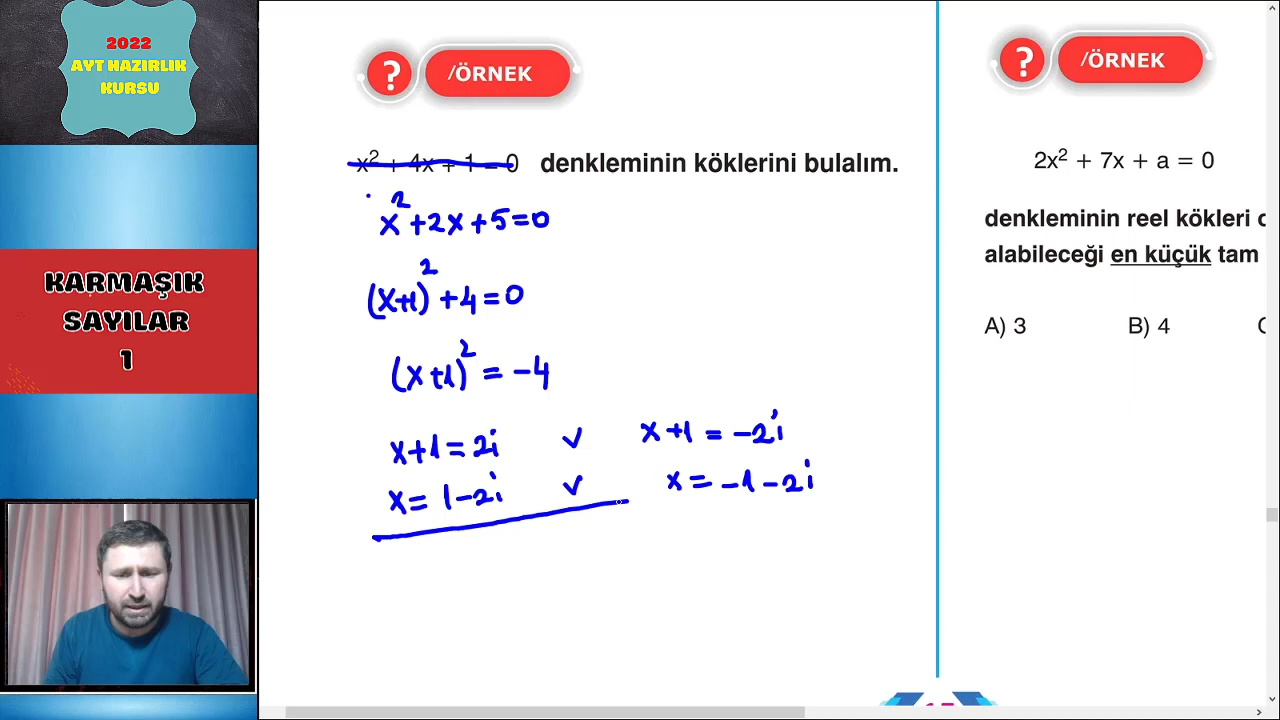 2022
AYT HAZIRLIK
KURSU
KARMAŞIK
SAYILAR
1
? /ÖRNEK
x² + 4x + 1 = 0 denkleminin köklerini bulalım.
x² + 2x + 5 = 0
(x+1)² + 4 = 0
(x+1)² = -4
x+1 = 2i v x+1 = -2i
x = 1-2i v x = -1-2i
? /ÖRNEK
2x² + 7x + a = 0
denkleminin reel kökleri
alabileceği en küçük tam
A) 3 B) 4